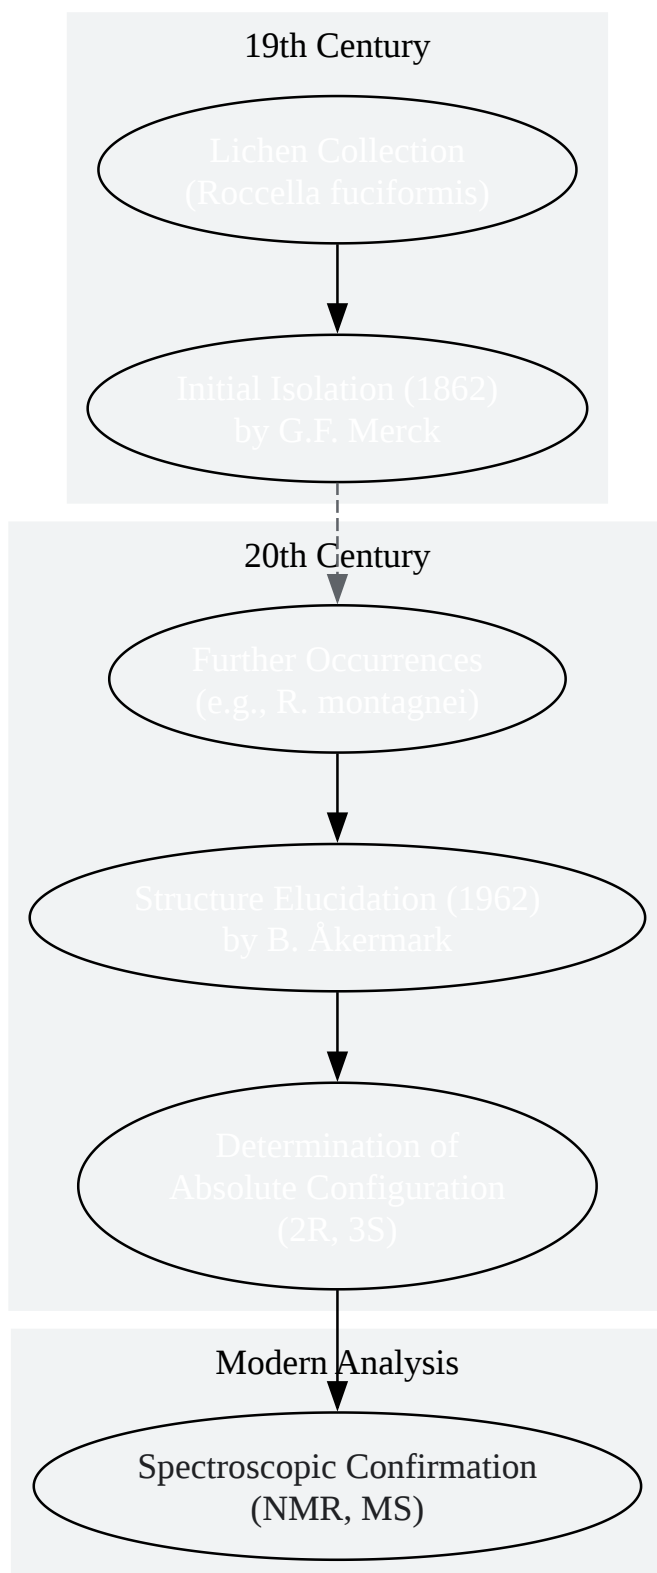 19th Century
Lichen Collection
(Roccella fuciformis)
Initial Isolation (1862)
by G.F. Merck
20th Century
Further Occurrences
(e.g., R. montagnei)
Structure Elucidation (1962)
by B. Åkermark
Determination of
Absolute Configuration
(2R, 3S)
Modern Analysis
Spectroscopic Confirmation
(NMR, MS)